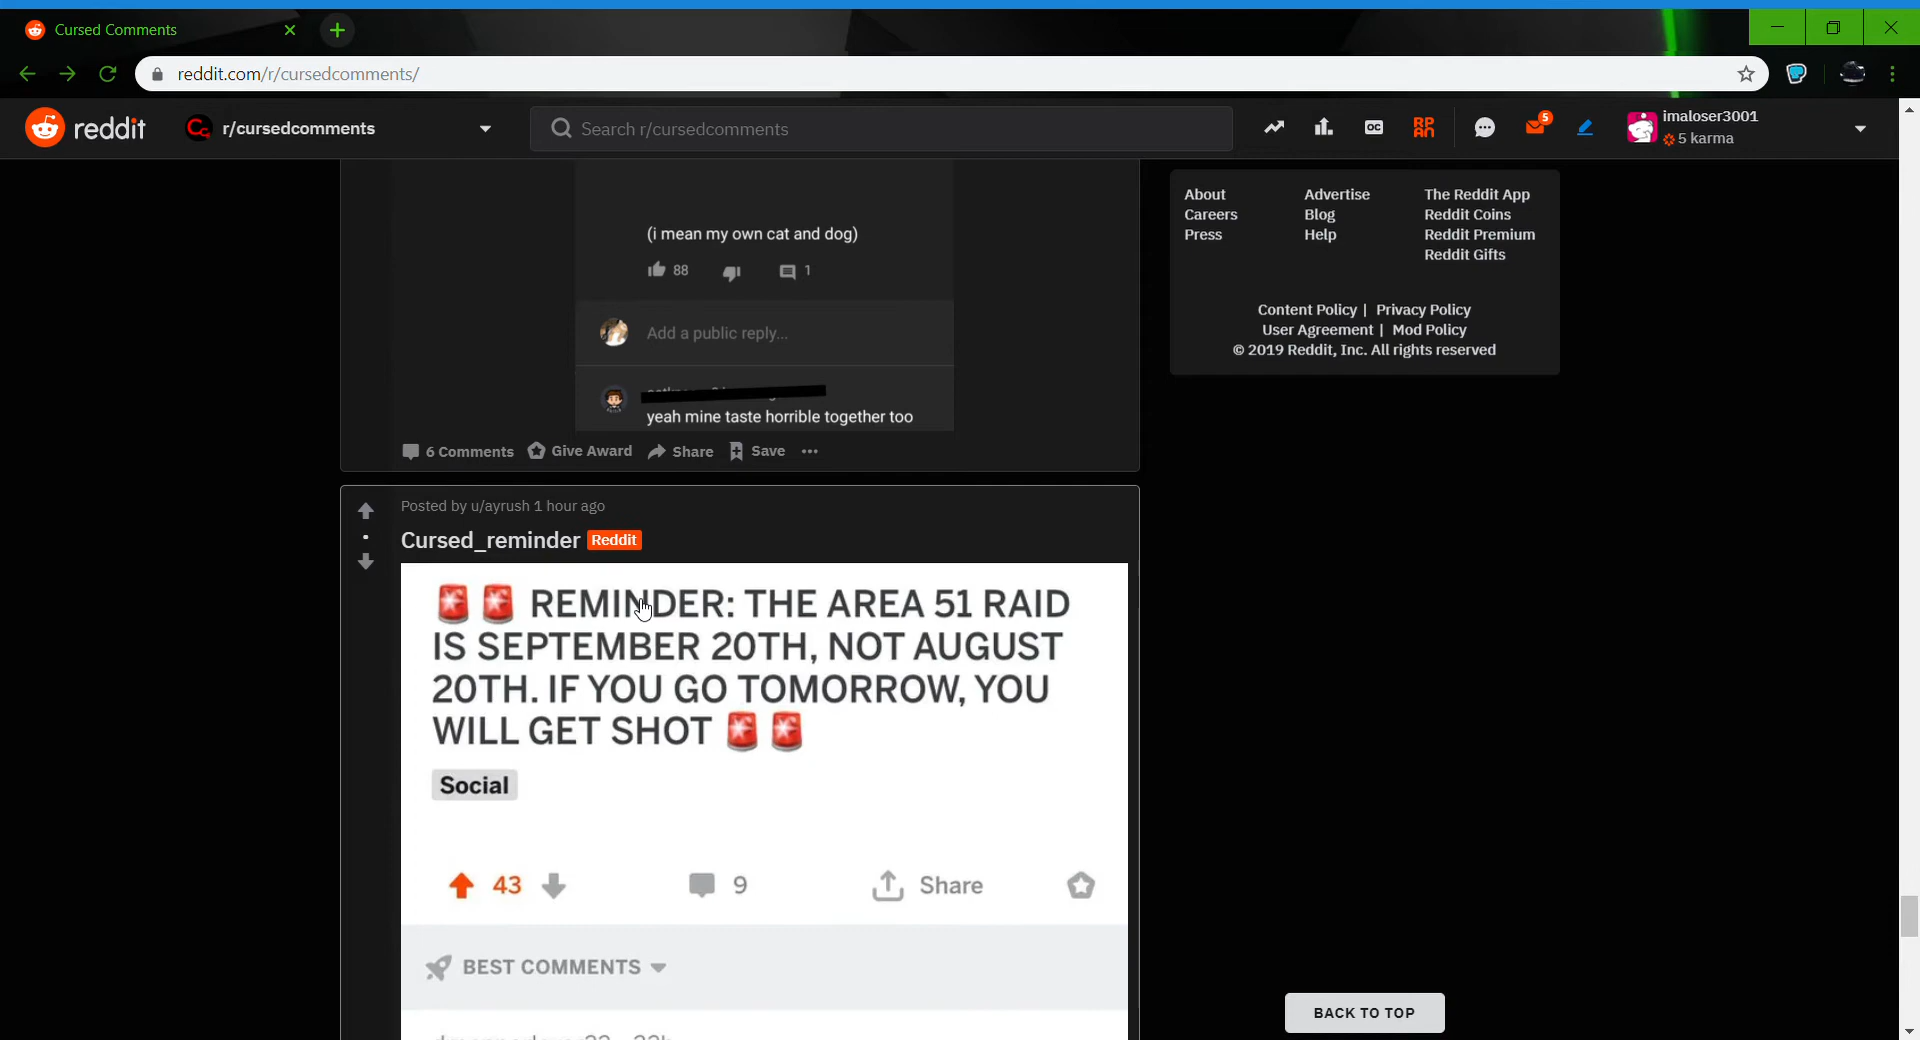 Cursed Comments
reddit.com/r/cursedcomments/
reddit r/cursedcomments Search r/cursedcomments OC RPAN 5 imaloser3001
5 karma
(i mean my own cat and dog)
88 1
Add a public reply...
yeah mine taste horrible together too
6 Comments Give Award Share Save
About Advertise The Reddit App
Careers Blog Reddit Coins
Press Help Reddit Premium
Reddit Gifts
Content Policy | Privacy Policy
User Agreement | Mod Policy
© 2019 Reddit, Inc. All rights reserved
Posted by u/ayrush 1 hour ago
Cursed_reminder Reddit
🚨🚨 REMINDER: THE AREA 51 RAID
IS SEPTEMBER 20TH, NOT AUGUST
20TH. IF YOU GO TOMORROW, YOU
WILL GET SHOT 🚨🚨
Social
43 9 Share
BEST COMMENTS
BACK TO TOP